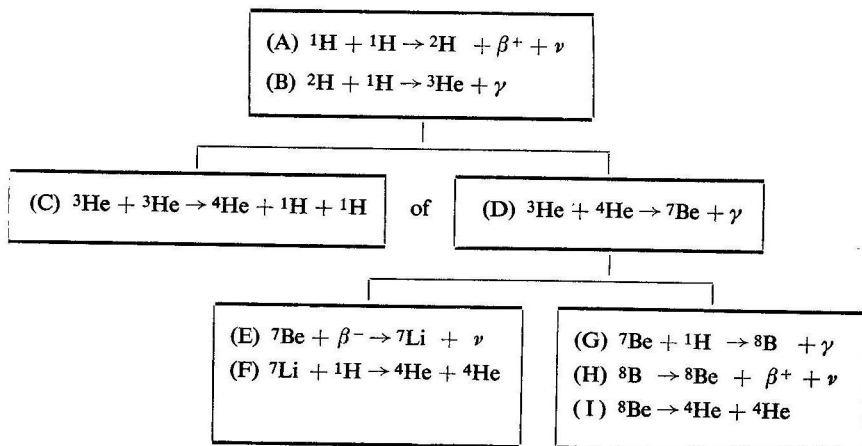 (A) ¹H + ¹H → ²H + β⁺ + ν
(B) ²H + ¹H → ³He + γ
(C) ³He + ³He → ⁴He + ¹H + ¹H
of
(D) ³He + ⁴He → ⁷Be + γ
(E) ⁷Be + β⁻ → ⁷Li + ν
(F) ⁷Li + ¹H → ⁴He + ⁴He
(G) ⁷Be + ¹H → ⁸B + γ
(H) ⁸B → ⁸Be + β⁺ + ν
(I) ⁸Be → ⁴He + ⁴He